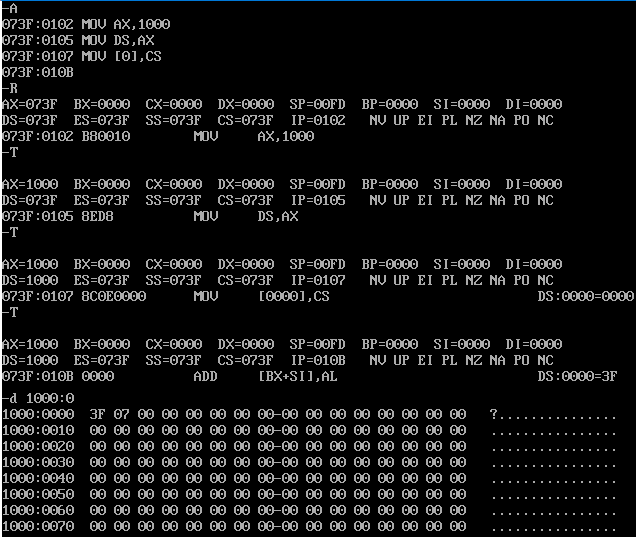 -A
073F:0102 MOV AX,1000
073F:0105 MOV DS,AX
073F:0107 MOV [0],CS
073F:010B
-R
AX=073F  BX=0000  CX=0000  DX=0000  SP=00FD  BP=0000  SI=0000  DI=0000
DS=073F  ES=073F  SS=073F  CS=073F  IP=0102   NV UP EI PL NZ NA PO NC
073F:0102 B80010        MOV     AX,1000
-T
AX=1000  BX=0000  CX=0000  DX=0000  SP=00FD  BP=0000  SI=0000  DI=0000
DS=073F  ES=073F  SS=073F  CS=073F  IP=0105   NV UP EI PL NZ NA PO NC
073F:0105 8ED8          MOV     DS,AX
-T
AX=1000  BX=0000  CX=0000  DX=0000  SP=00FD  BP=0000  SI=0000  DI=0000
DS=1000  ES=073F  SS=073F  CS=073F  IP=0107   NV UP EI PL NZ NA PO NC
073F:0107 8C0E0000      MOV     [0000],CS                          DS:0000=0000
-T
AX=1000  BX=0000  CX=0000  DX=0000  SP=00FD  BP=0000  SI=0000  DI=0000
DS=1000  ES=073F  SS=073F  CS=073F  IP=010B   NV UP EI PL NZ NA PO NC
073F:010B 0000          ADD     [BX+SI],AL                         DS:0000=3F
-d 1000:0
1000:0000  3F 07 00 00 00 00 00 00-00 00 00 00 00 00 00 00   ?...............
1000:0010  00 00 00 00 00 00 00 00-00 00 00 00 00 00 00 00   ................
1000:0020  00 00 00 00 00 00 00 00-00 00 00 00 00 00 00 00   ................
1000:0030  00 00 00 00 00 00 00 00-00 00 00 00 00 00 00 00   ................
1000:0040  00 00 00 00 00 00 00 00-00 00 00 00 00 00 00 00   ................
1000:0050  00 00 00 00 00 00 00 00-00 00 00 00 00 00 00 00   ................
1000:0060  00 00 00 00 00 00 00 00-00 00 00 00 00 00 00 00   ................
1000:0070  00 00 00 00 00 00 00 00-00 00 00 00 00 00 00 00   ................